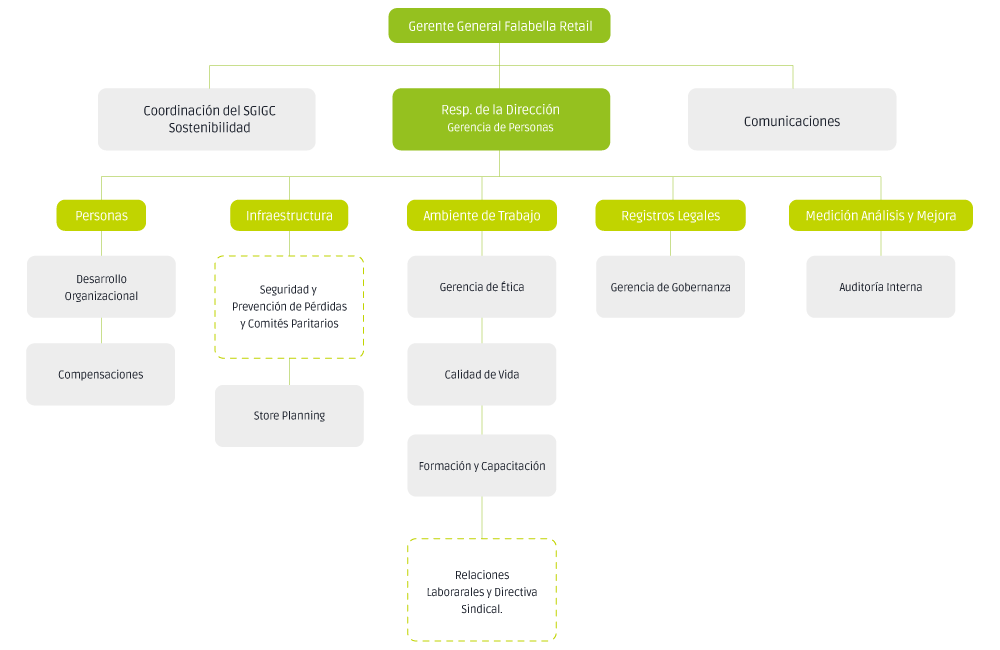 Gerente General Falabella Retail
Coordinación del SGIGC
Sostenibilidad
Resp. de la Dirección
Gerencia de Personas
Comunicaciones
Personas
Infraestructura
Ambiente de Trabajo
Registros Legales
Medición Análisis y Mejora
Desarrollo
Organizacional
Compensaciones
Seguridad y
Prevención de Pérdidas
y Comités Paritarios
Store Planning
Gerencia de Ética
Calidad de Vida
Formación y Capacitación
Relaciones
Laborarales y Directiva
Sindical.
Gerencia de Gobernanza
Auditoría Interna